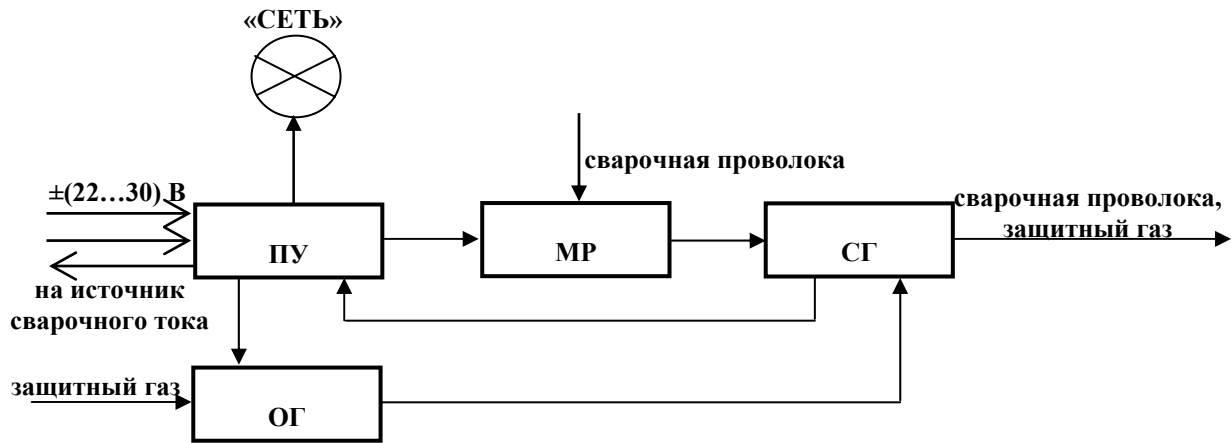 «СЕТЬ»
сварочная проволока
±(22…30) В
сварочная проволока,
защитный газ
ПУ
МР
СГ
на источник
сварочного тока
защитный газ
ОГ